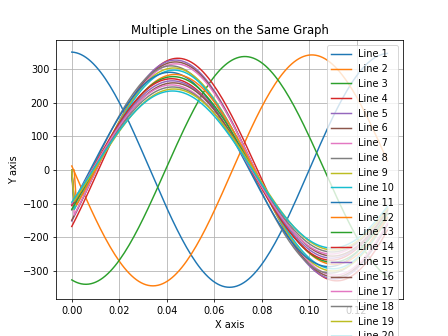 Multiple Lines on the Same Graph
Y axis
300
200
100
0
−100
−200
−300
0.00
0.02
0.04
0.06
0.08
0.10
X axis
Line 1
Line 2
Line 3
Line 4
Line 5
Line 6
Line 7
Line 8
Line 9
Line 10
Line 11
Line 12
Line 13
Line 14
Line 15
Line 16
Line 17
Line 18
Line 19
Line 20